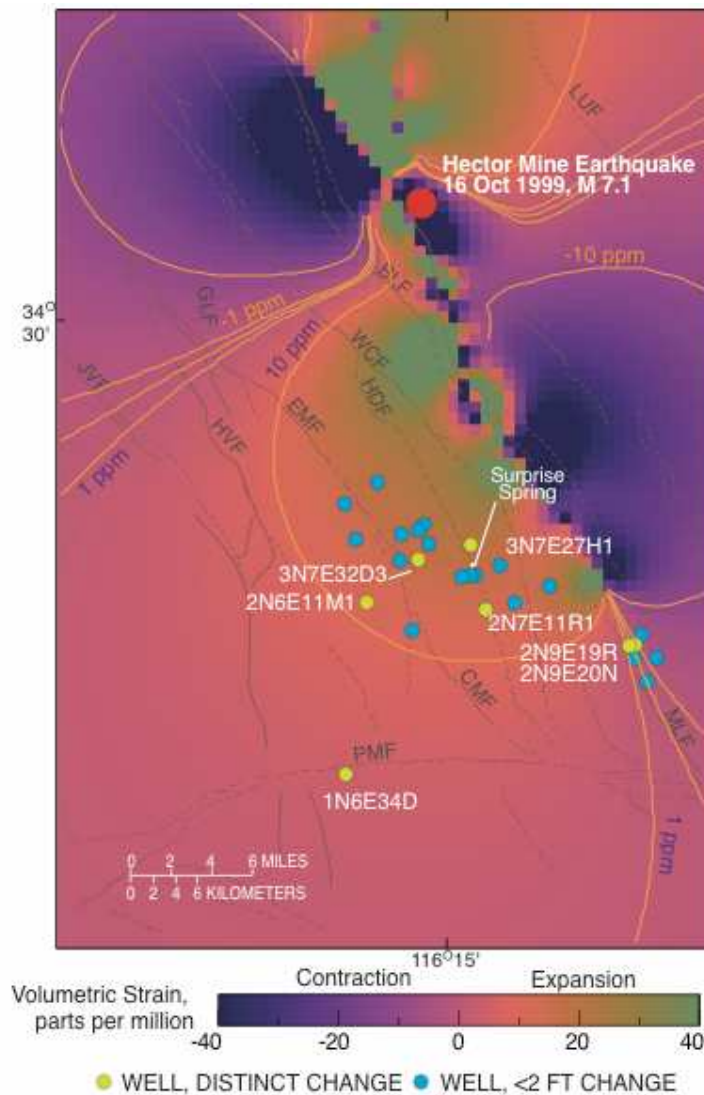 LUF
Hector Mine Earthquake
16 Oct 1999, M 7.1
-10 ppm
BLF
GLF
-1 ppm
34°
30'
10 ppm
WCF
JVF
HDF
EMF
HVF
1 ppm
Surprise
Spring
3N7E27H1
3N7E32D3
2N6E11M1
2N7E11R1
2N9E19R
2N9E20N
CMF
MLF
PMF
1N6E34D
1 ppm
0 2 4 6 MILES
0 2 4 6 KILOMETERS
116°15'
Contraction Expansion
Volumetric Strain,
parts per million
-40 -20 0 20 40
WELL, DISTINCT CHANGE WELL, <2 FT CHANGE